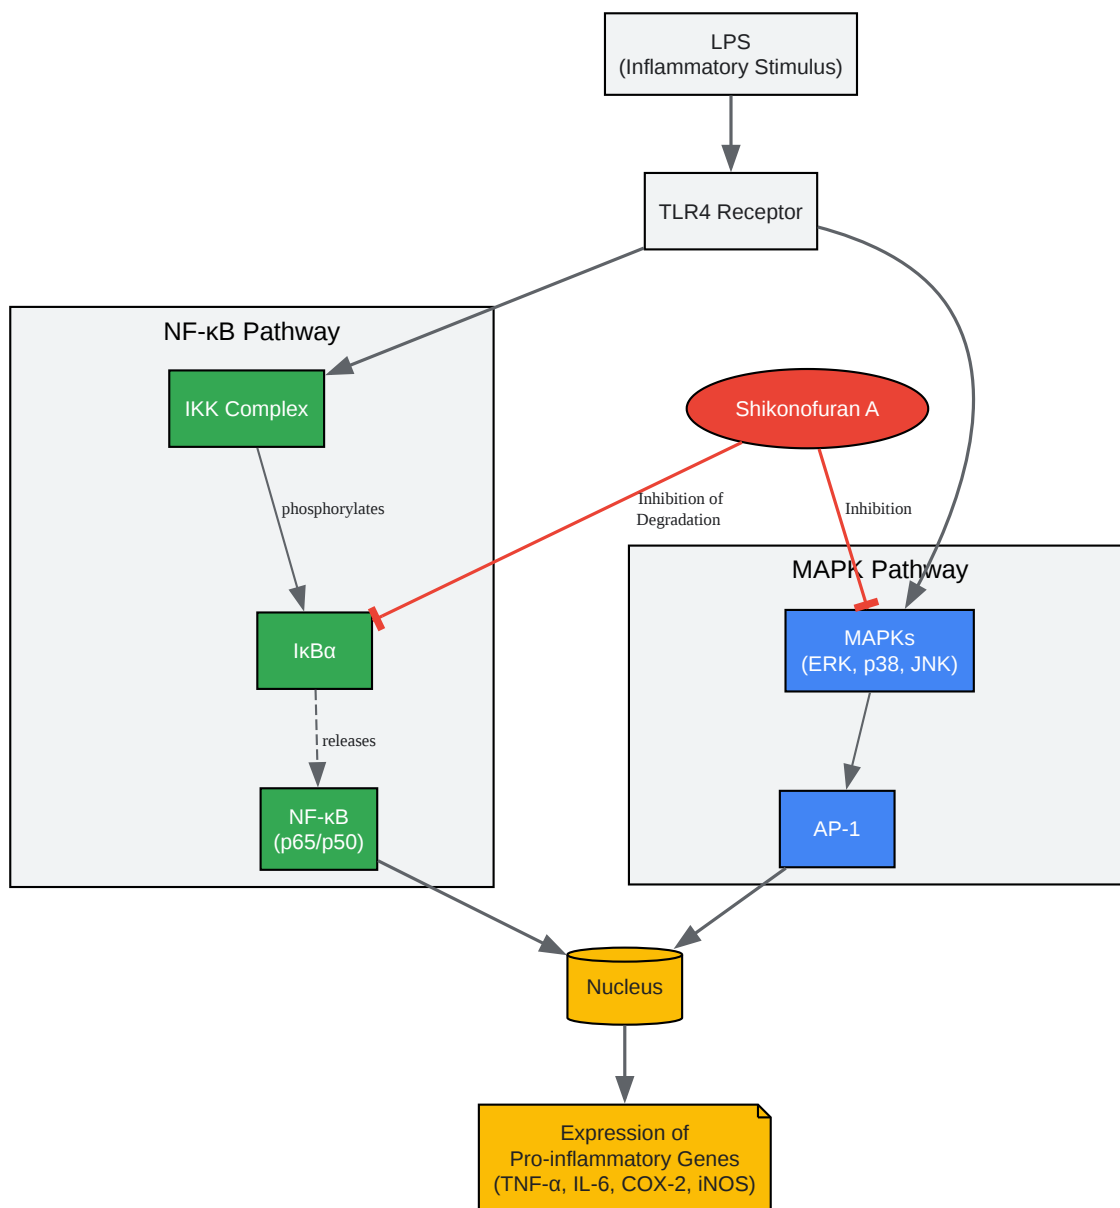 LPS
(Inflammatory Stimulus)
TLR4 Receptor
NF-κB Pathway
IKK Complex
Shikonofuran A
phosphorylates
Inhibition of
Degradation
Inhibition
MAPK Pathway
IκBα
MAPKs
(ERK, p38, JNK)
releases
NF-κB
(p65/p50)
AP-1
Nucleus
Expression of
Pro-inflammatory Genes
(TNF-α, IL-6, COX-2, iNOS)